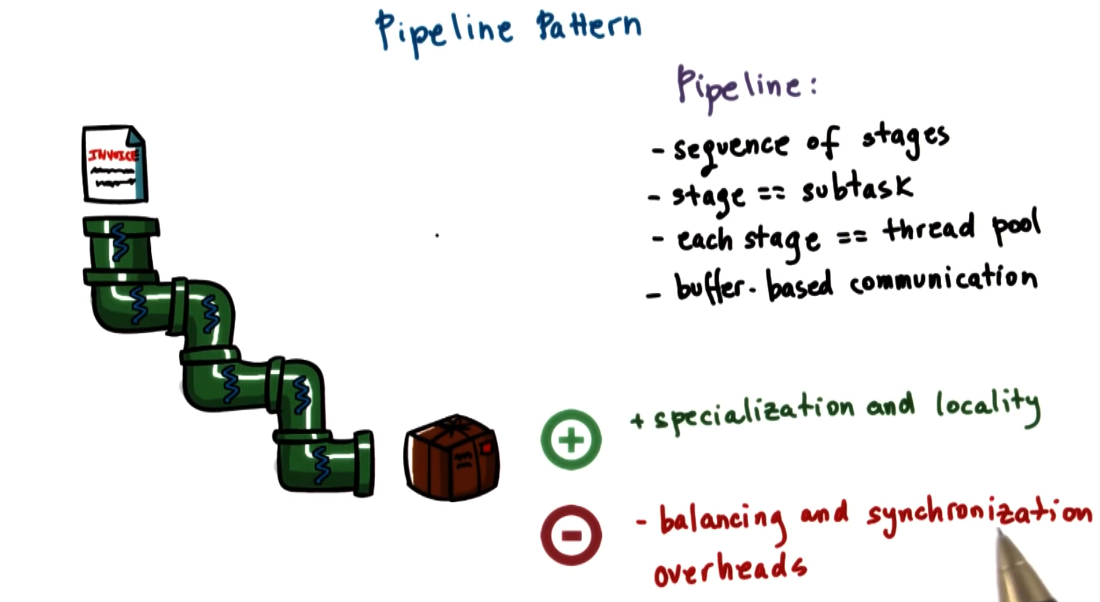 Pipeline Pattern
Pipeline:
- sequence of stages
- stage == subtask
- each stage == thread pool
- buffer-based communication
INVOICE
+ specialization and locality
- balancing and synchronization
overheads